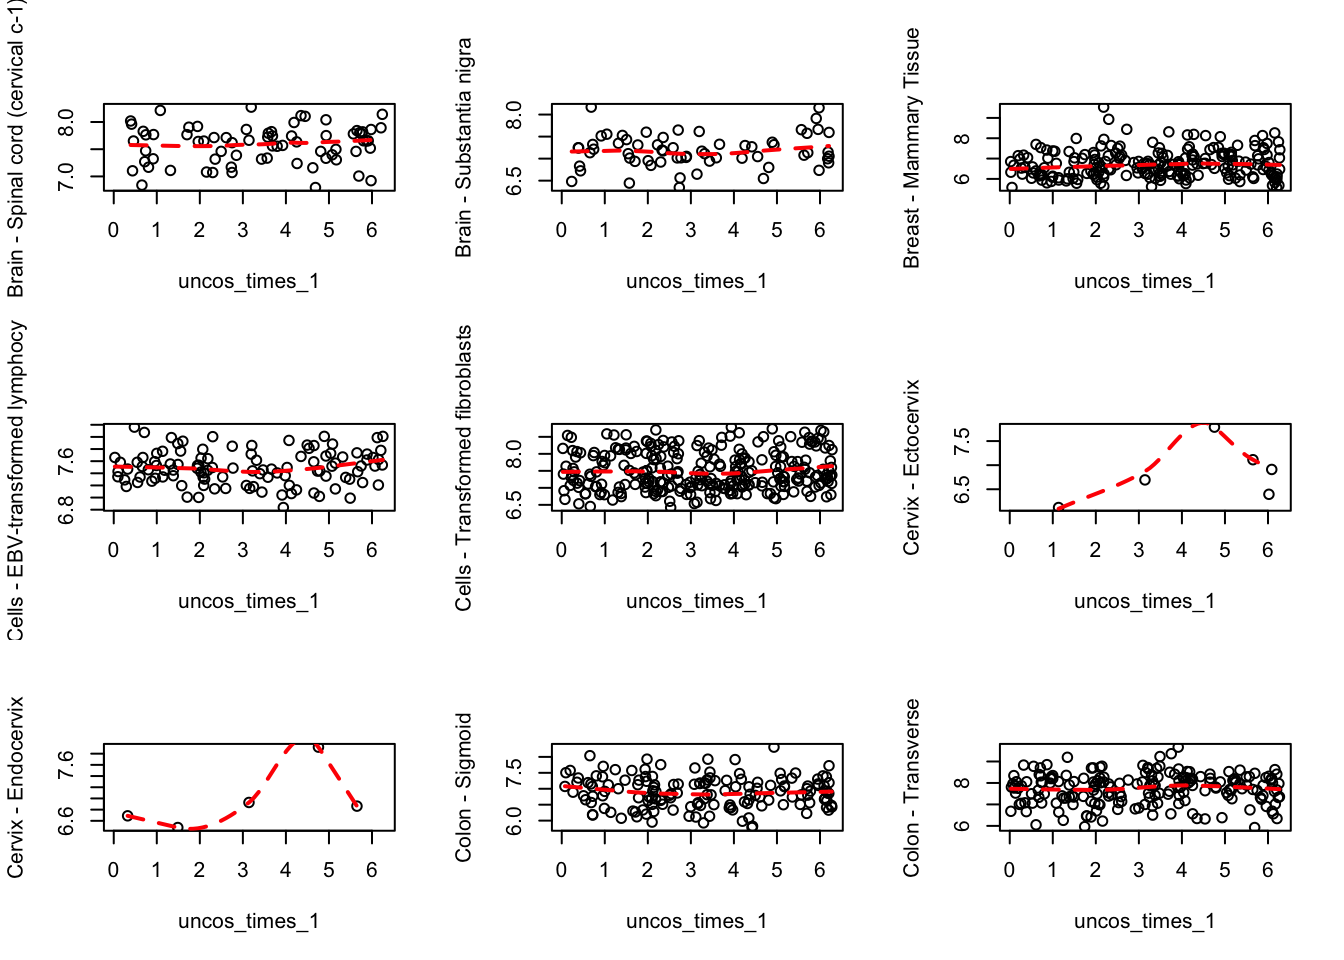 Brain - Spinal cord (cervical c-1)
8.0
7.0
0 1 2 3 4 5 6
uncos_times_1
Brain - Substantia nigra
8.0
6.5
0 1 2 3 4 5 6
uncos_times_1
Breast - Mammary Tissue
8
6
0 1 2 3 4 5 6
uncos_times_1
Cells - EBV-transformed lymphocy
7.6
6.8
0 1 2 3 4 5 6
uncos_times_1
Cells - Transformed fibroblasts
8.0
6.5
0 1 2 3 4 5 6
uncos_times_1
Cervix - Ectocervix
7.5
6.5
0 1 2 3 4 5 6
uncos_times_1
Cervix - Endocervix
7.6
6.6
0 1 2 3 4 5 6
uncos_times_1
Colon - Sigmoid
7.5
6.0
0 1 2 3 4 5 6
uncos_times_1
Colon - Transverse
8
6
0 1 2 3 4 5 6
uncos_times_1